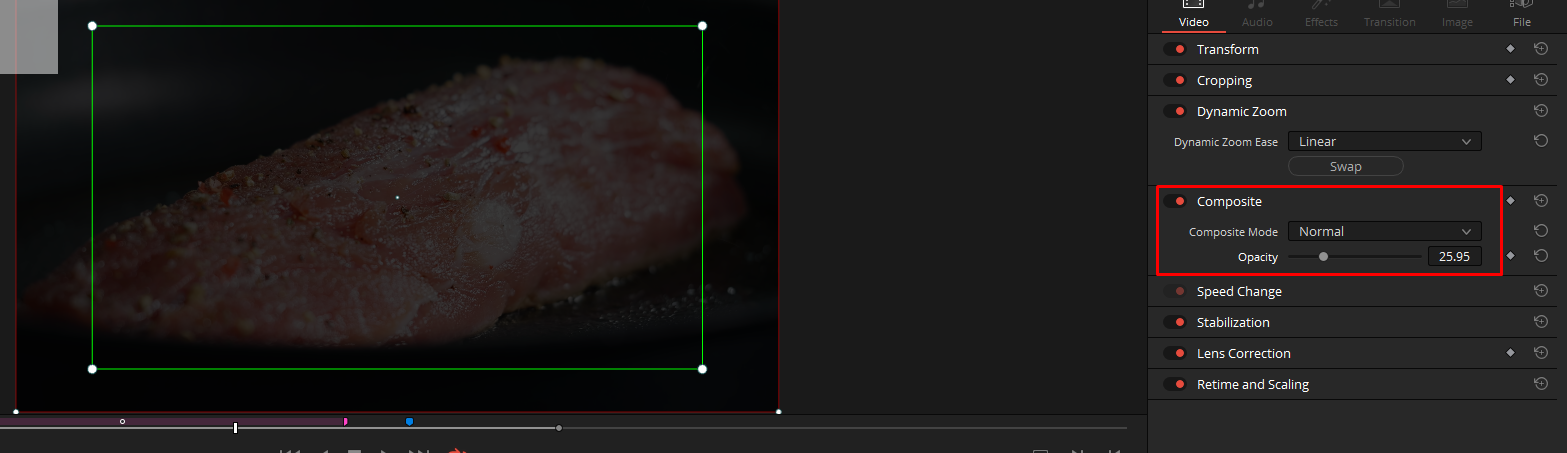 Video Audio Effects Transition Image File
Transform
Cropping
Dynamic Zoom
Dynamic Zoom Ease Linear
Swap
Composite
Composite Mode Normal
Opacity 25.95
Speed Change
Stabilization
Lens Correction
Retime and Scaling